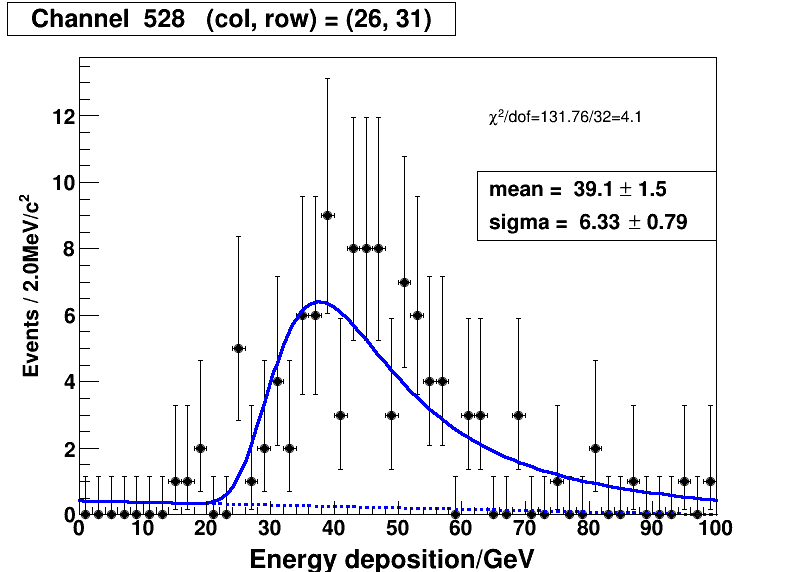 Channel 528 (col, row) = (26, 31)
χ²/dof=131.76/32=4.1
mean = 39.1 ± 1.5
sigma = 6.33 ± 0.79
Events / 2.0MeV/c²
12
10
8
6
4
2
0
0 10 20 30 40 50 60 70 80 90 100
Energy deposition/GeV